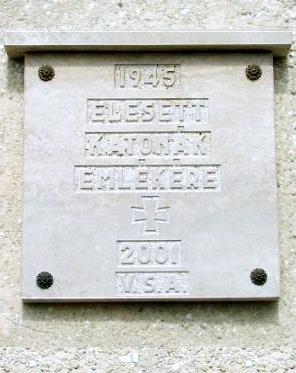 1945
ELESETT
KATONÁK
EMLÉKÉRE
2001
V.S.A.